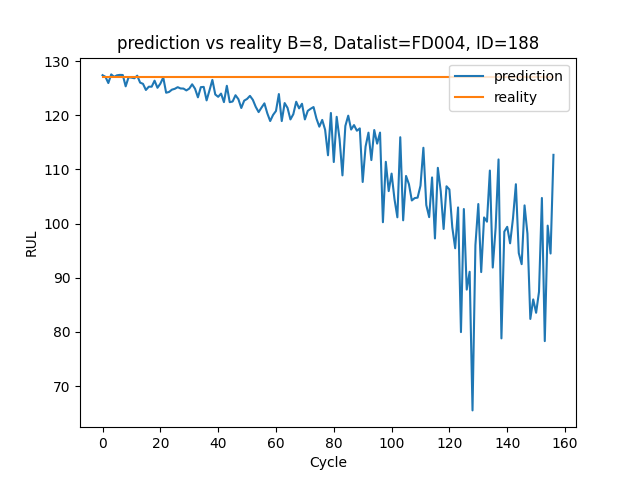 prediction vs reality B=8, Datalist=FD004, ID=188
130
120
110
100
90
80
70
RUL
prediction
reality
0 20 40 60 80 100 120 140 160
Cycle